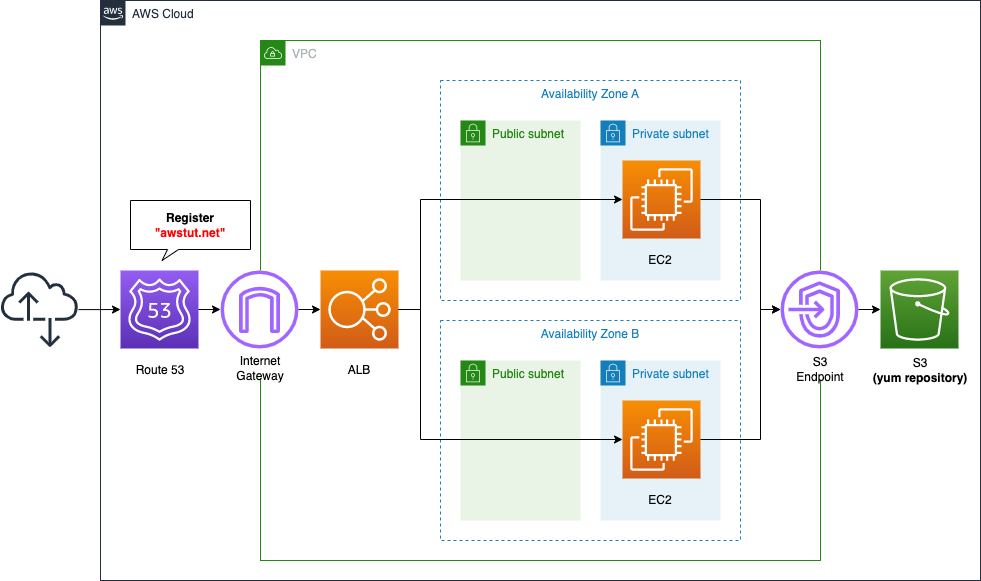 aws
AWS Cloud
VPC
Availability Zone A
Public subnet
Private subnet
EC2
Register
"awstut.net"
53
Route 53
Internet
Gateway
ALB
Availability Zone B
Public subnet
Private subnet
EC2
S3
Endpoint
S3
(yum repository)